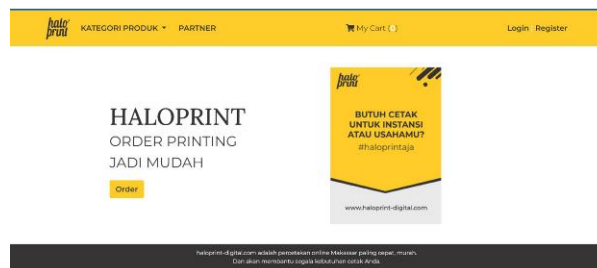 halo'
print
KATEGORI PRODUK
PARTNER
My Cart
Login
Register
HALOPRINT
ORDER PRINTING
JADI MUDAH
Order
halo'
print
BUTUH CETAK
UNTUK INSTANSI
ATAU USAHAMU?
#haloprintaja
www.haloprint-digital.com
haloprint-digital.com adalah percetakan online Makassar paling cepat, murah.
Dan akan membantu segala kebutuhan cetak Anda.